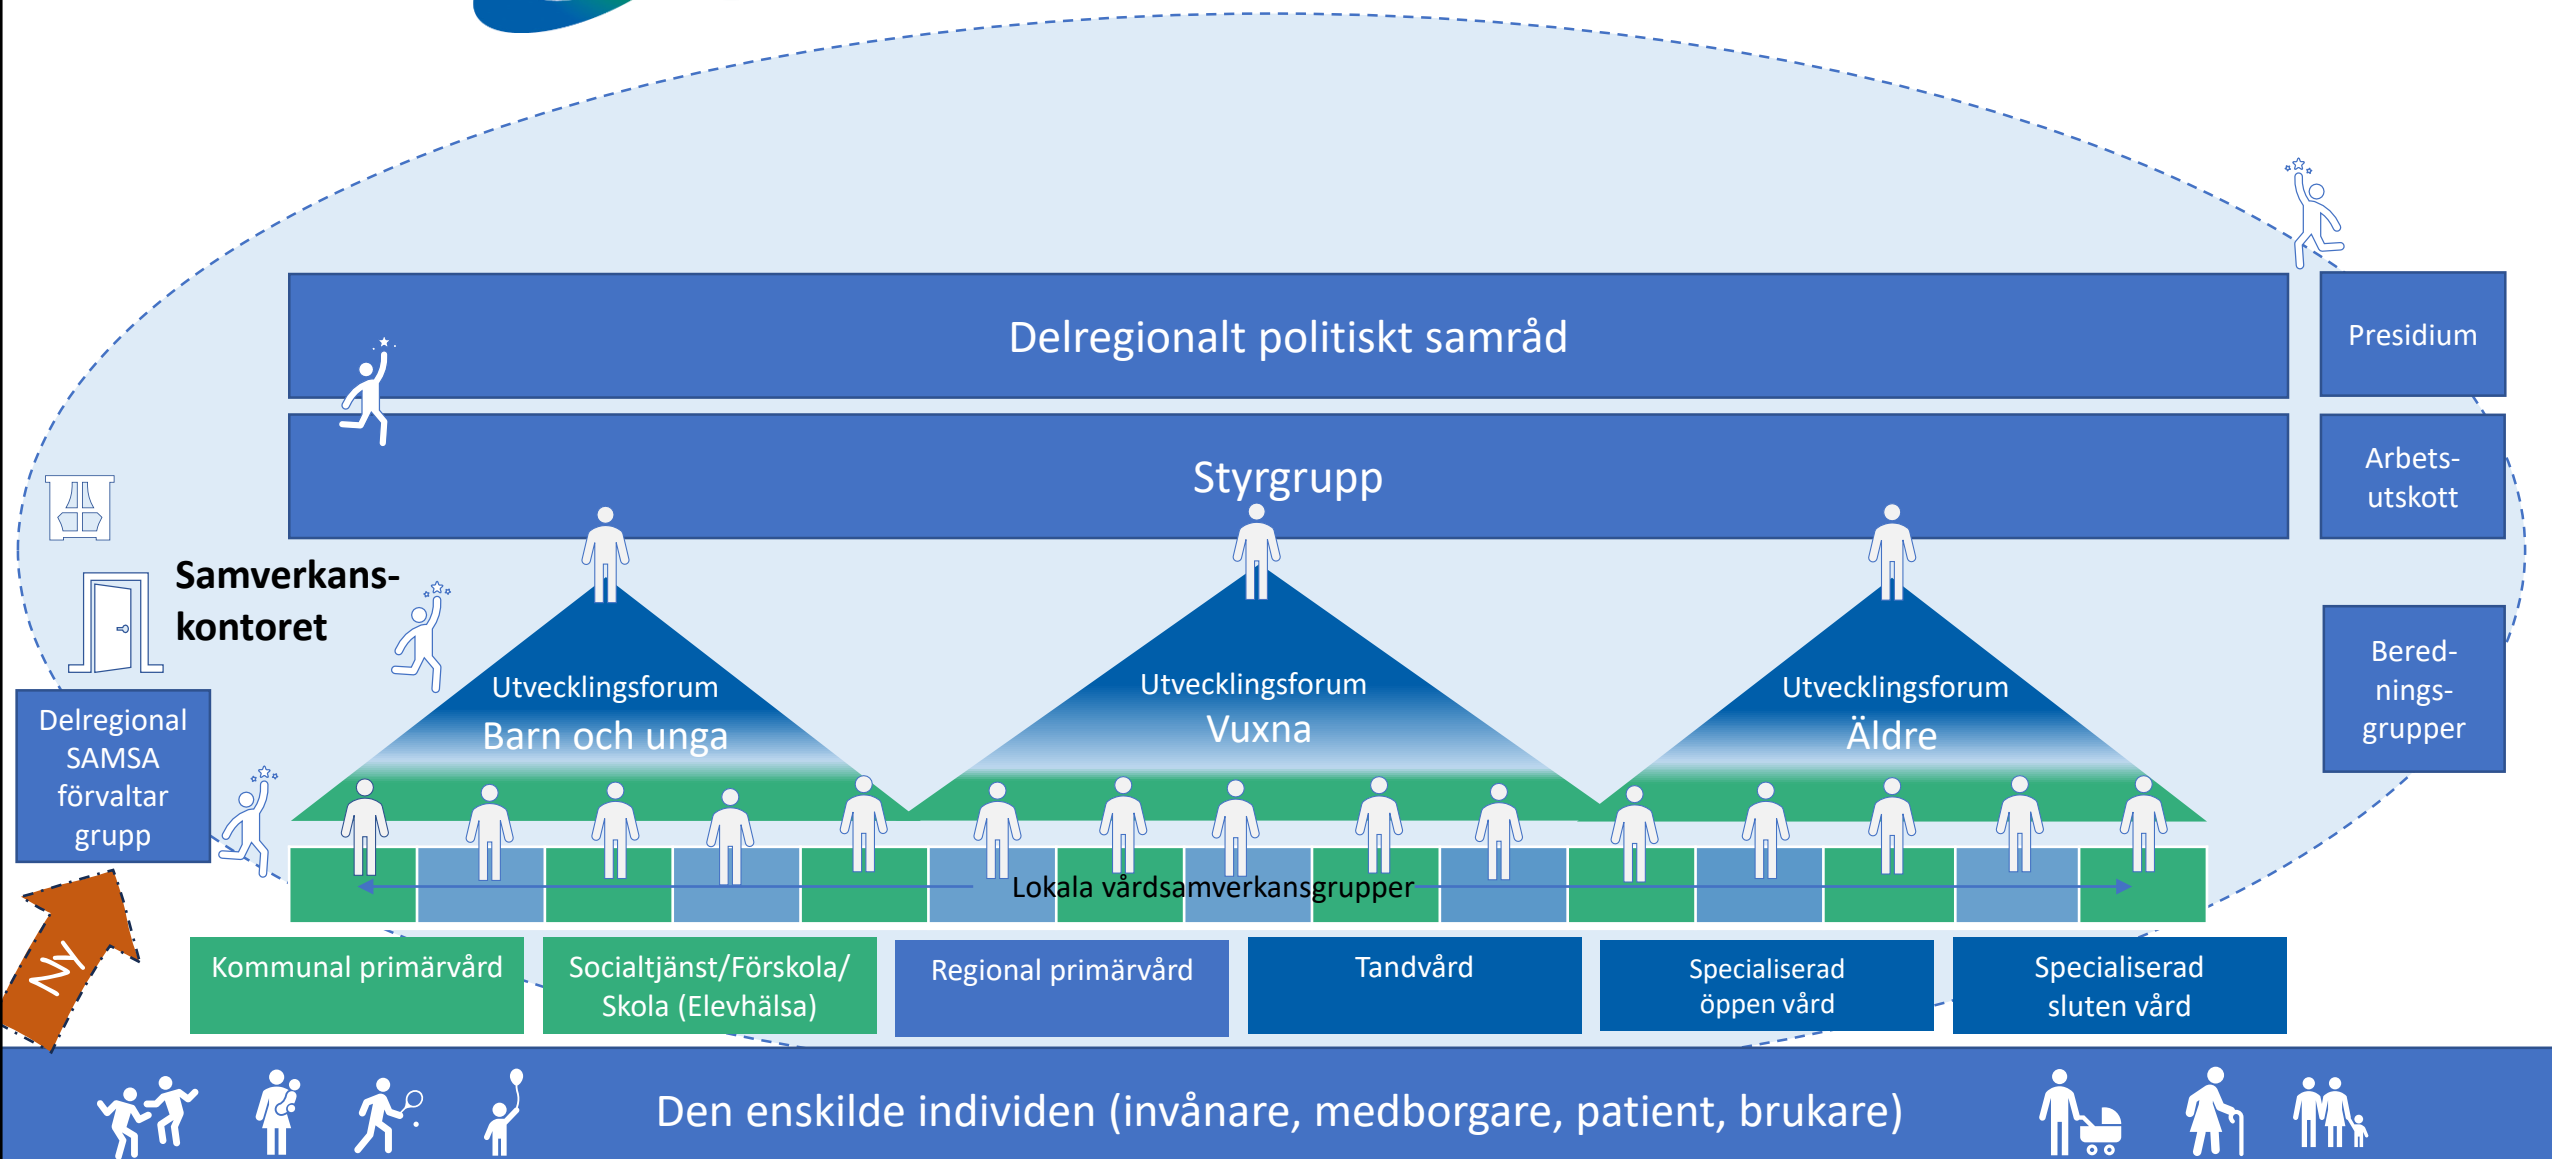 Delregionalt politiskt samråd
Presidium
Styrgrupp
Arbets-
utskott
Samverkans-
kontoret
Delregional
SAMSA
förvaltar
grupp
Utvecklingsforum
Barn och unga
Utvecklingsforum
Vuxna
Utvecklingsforum
Äldre
Bered-
nings-
grupper
Lokala vårdsamverkansgrupper
Ny
Kommunal primärvård
Socialtjänst/Förskola/
Skola (Elevhälsa)
Regional primärvård
Tandvård
Specialiserad
öppen vård
Specialiserad
sluten vård
Den enskilde individen (invånare, medborgare, patient, brukare)